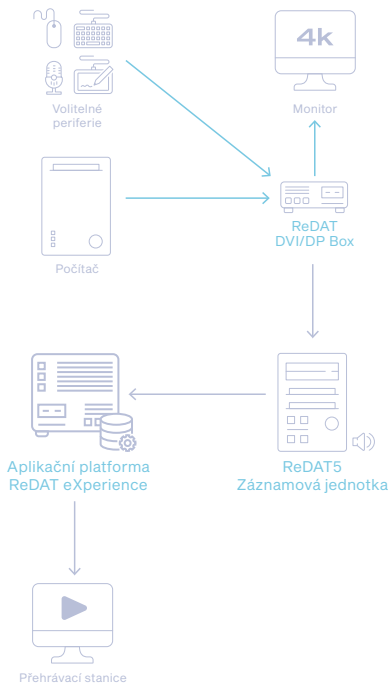 4k
Volitelné
periferie
Monitor
Počítač
ReDAT
DVI/DP Box
Aplikační platforma
ReDAT eXperience
ReDAT5
Záznamová jednotka
Přehrávací stanice